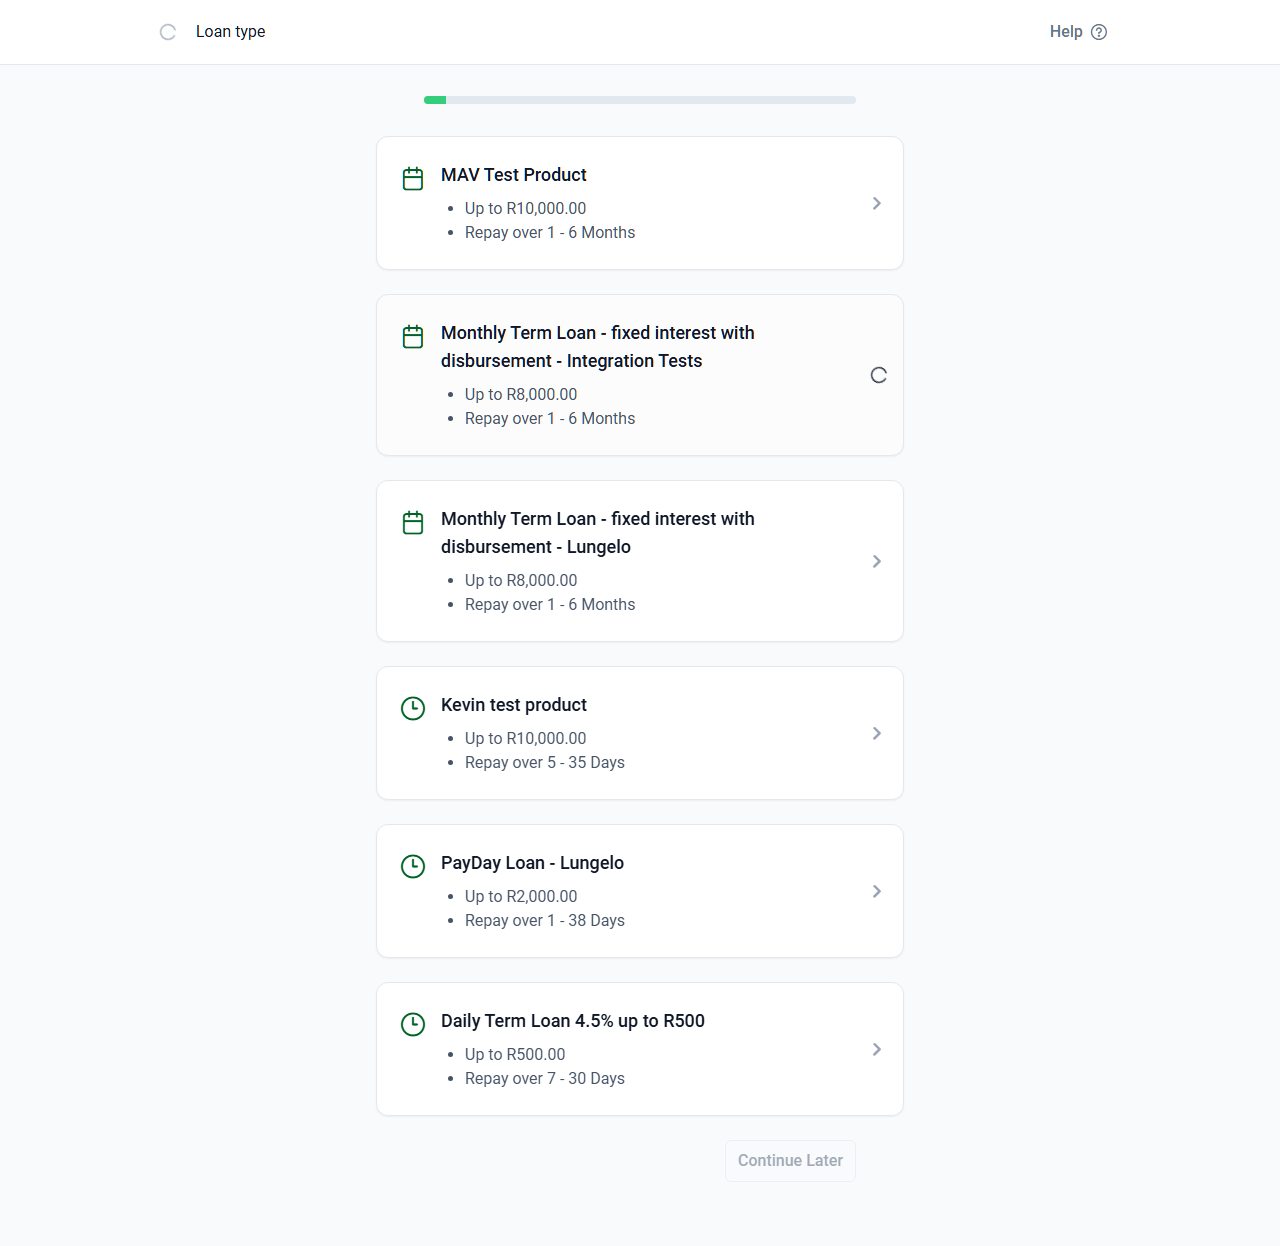 Loan type
Help
MAV Test Product
Up to R10,000.00
Repay over 1 - 6 Months
Monthly Term Loan - fixed interest with
disbursement - Integration Tests
Up to R8,000.00
Repay over 1 - 6 Months
Monthly Term Loan - fixed interest with
disbursement - Lungelo
Up to R8,000.00
Repay over 1 - 6 Months
Kevin test product
Up to R10,000.00
Repay over 5 - 35 Days
PayDay Loan - Lungelo
Up to R2,000.00
Repay over 1 - 38 Days
Daily Term Loan 4.5% up to R500
Up to R500.00
Repay over 7 - 30 Days
Continue Later